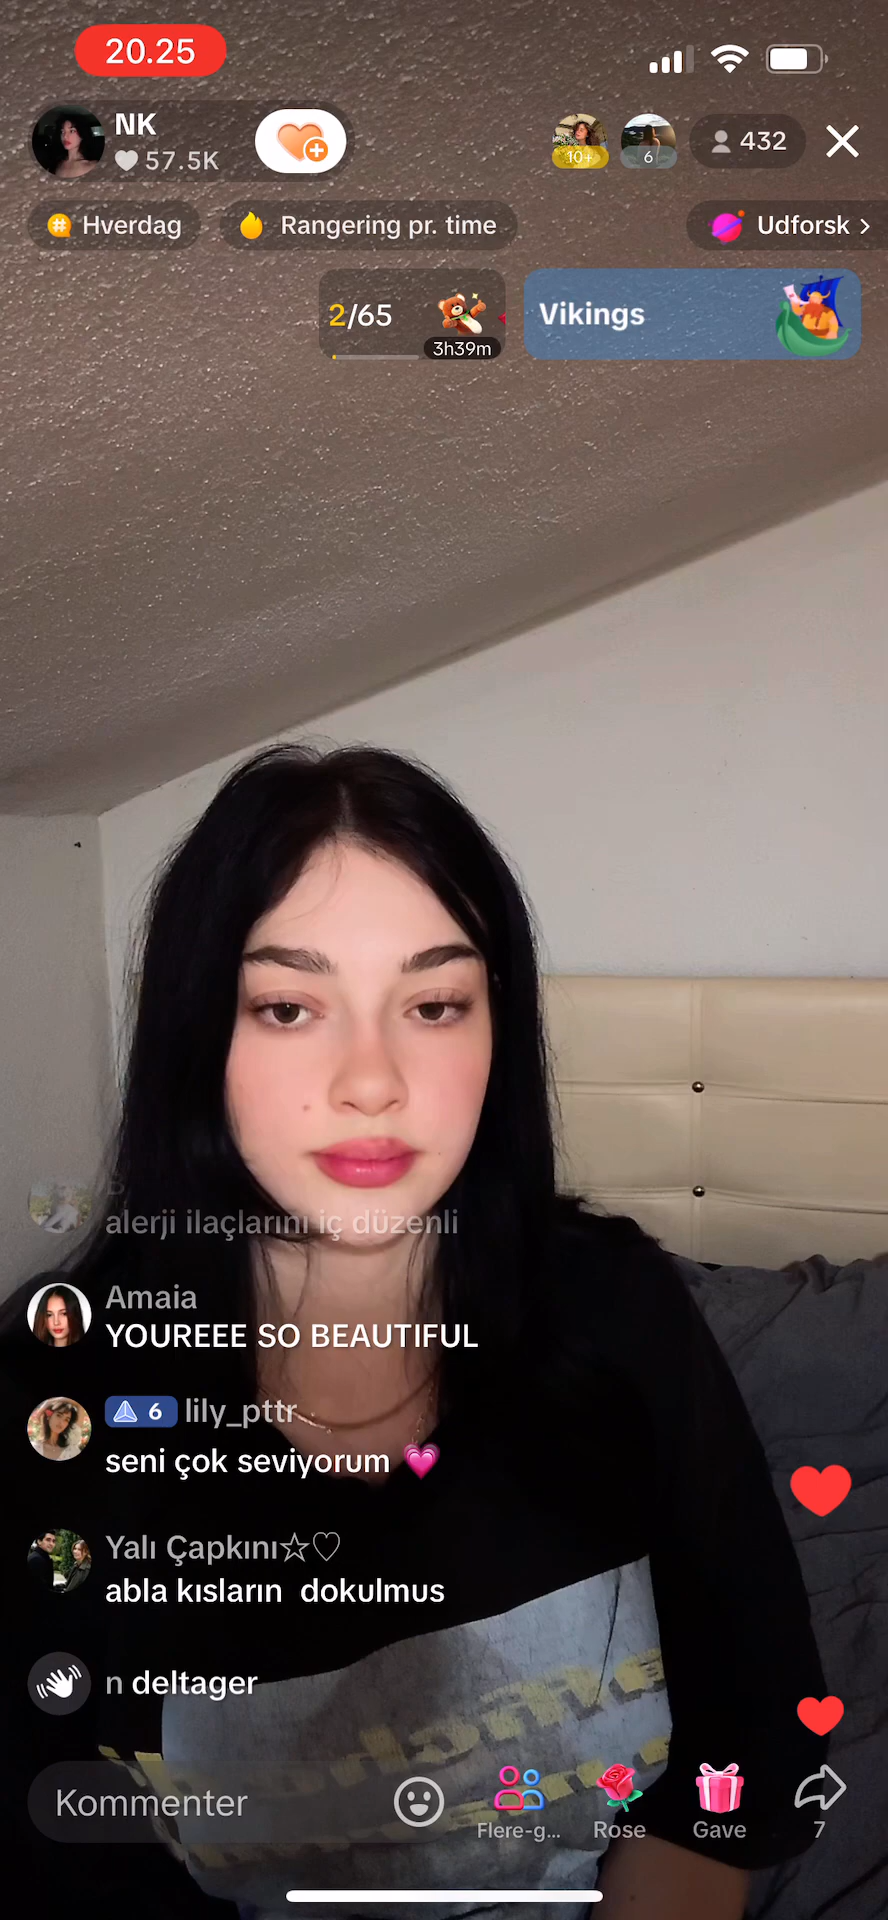 20.25
NK
57.5K
10+
6
432
Hverdag
Rangering pr. time
Udforsk >
2/65
3h39m
Vikings
alerji ilaçlarını iç düzenli
Amaia
YOUREEE SO BEAUTIFUL
6 lily_pttr
seni çok seviyorum 💗
Yalı Çapkını☆♡
abla kısların dokulmus
n deltager
Kommenter
Flere-g...
Rose
Gave
7